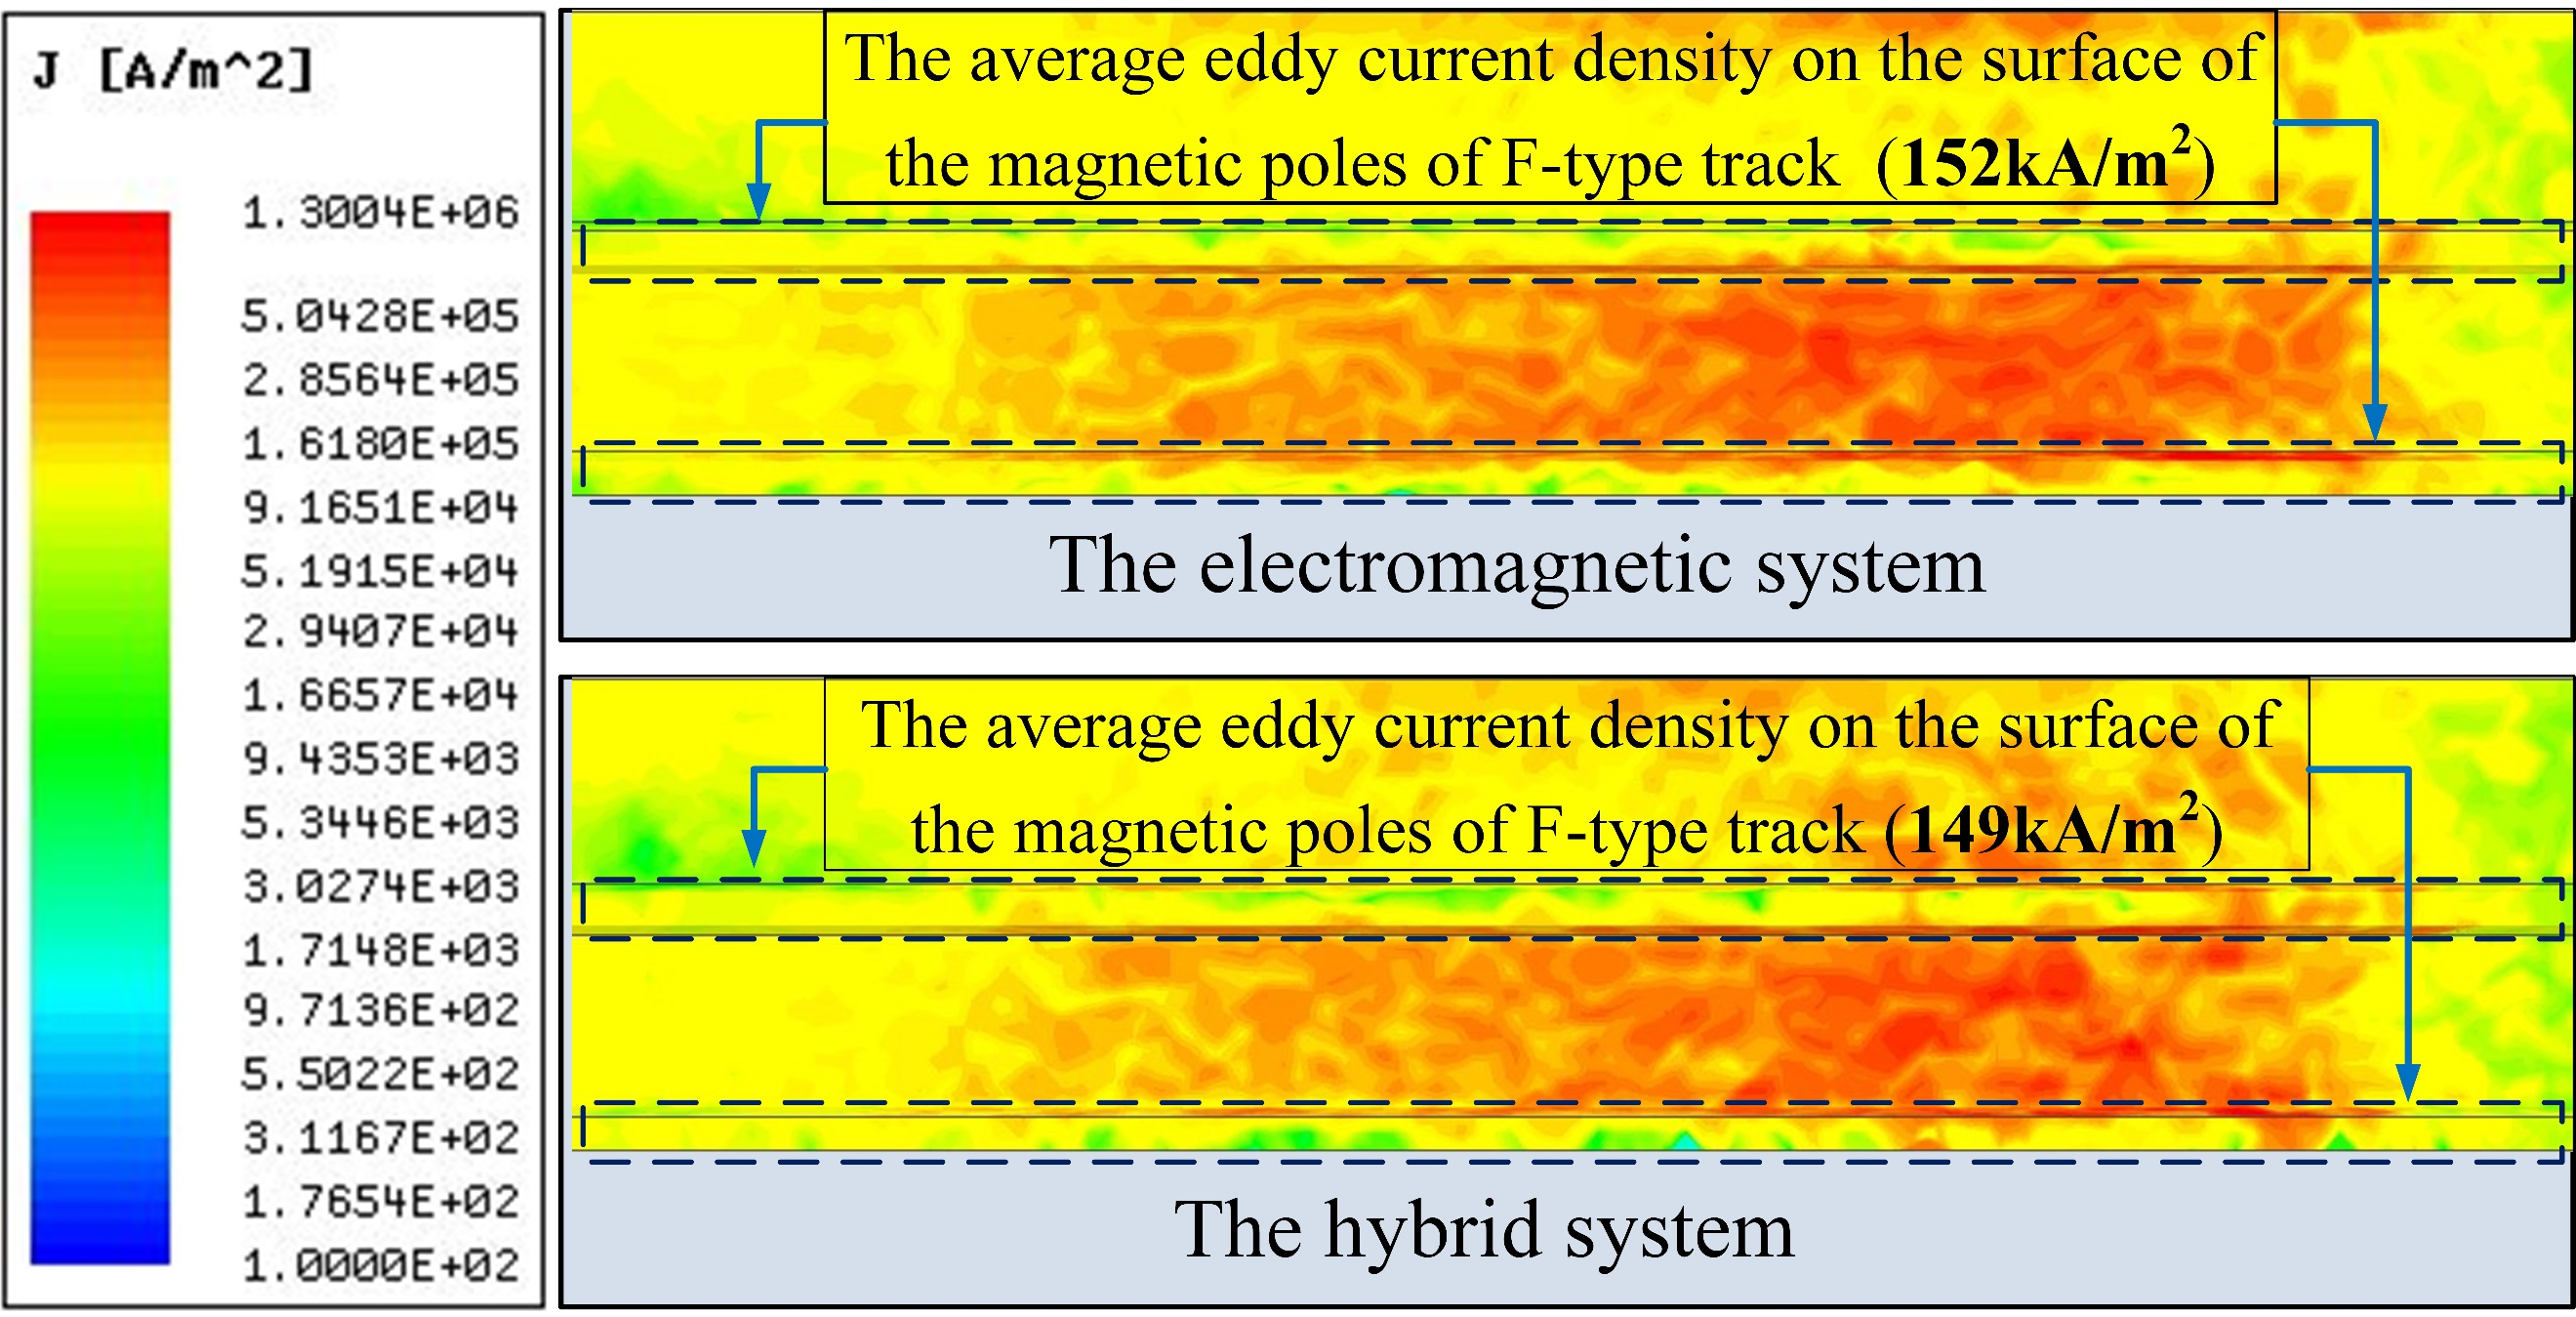 J [A/m^2]
1.3004E+06
5.0428E+05
2.8564E+05
1.6180E+05
9.1651E+04
5.1915E+04
2.9407E+04
1.6657E+04
9.4353E+03
5.3446E+03
3.0274E+03
1.7148E+03
9.7136E+02
5.5022E+02
3.1167E+02
1.7654E+02
1.0000E+02
The average eddy current density on the surface of
the magnetic poles of F-type track (152kA/m²)
The electromagnetic system
The average eddy current density on the surface of
the magnetic poles of F-type track (149kA/m²)
The hybrid system